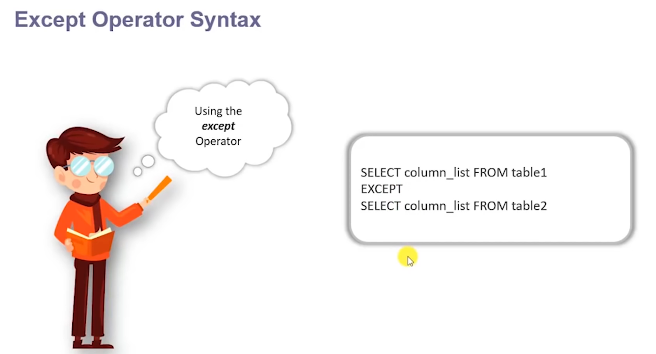 Except Operator Syntax
Using the
except
Operator
SELECT column_list FROM table1
EXCEPT
SELECT column_list FROM table2